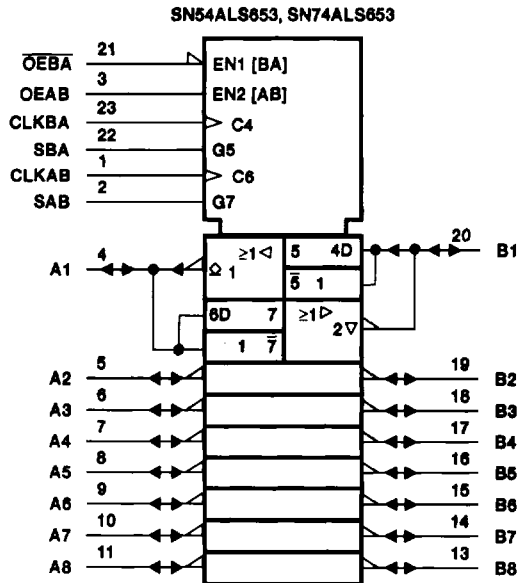 SN54ALS653, SN74ALS653
OEBA 21 EN1 [BA]
OEAB 3 EN2 [AB]
CLKBA 23 C4
SBA 22 G5
CLKAB 1 C6
SAB 2 G7
A1 4 Ω 1 ≥1 ◁ 5 4D 20 B1
5 1
6D 7 ≥1 ▷
2 ▽
1 7
A2 5 19 B2
A3 6 18 B3
A4 7 17 B4
A5 8 16 B5
A6 9 15 B6
A7 10 14 B7
A8 11 13 B8